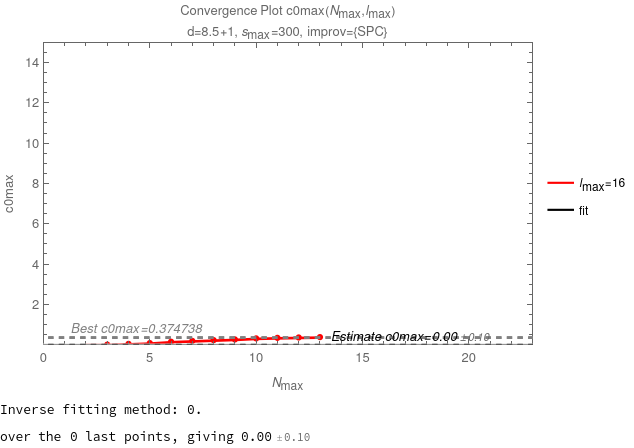 Convergence Plot c0max(Nmax,lmax)
d=8.5+1, smax=300, improv={SPC}
14
12
10
8
6
4
2
c0max
lmax=16
fit
Best c0max=0.374738
Estimate c0max=0.00 ±0.10
0
5
10
15
20
Nmax
Inverse fitting method: 0.
over the 0 last points, giving 0.00 ±0.10